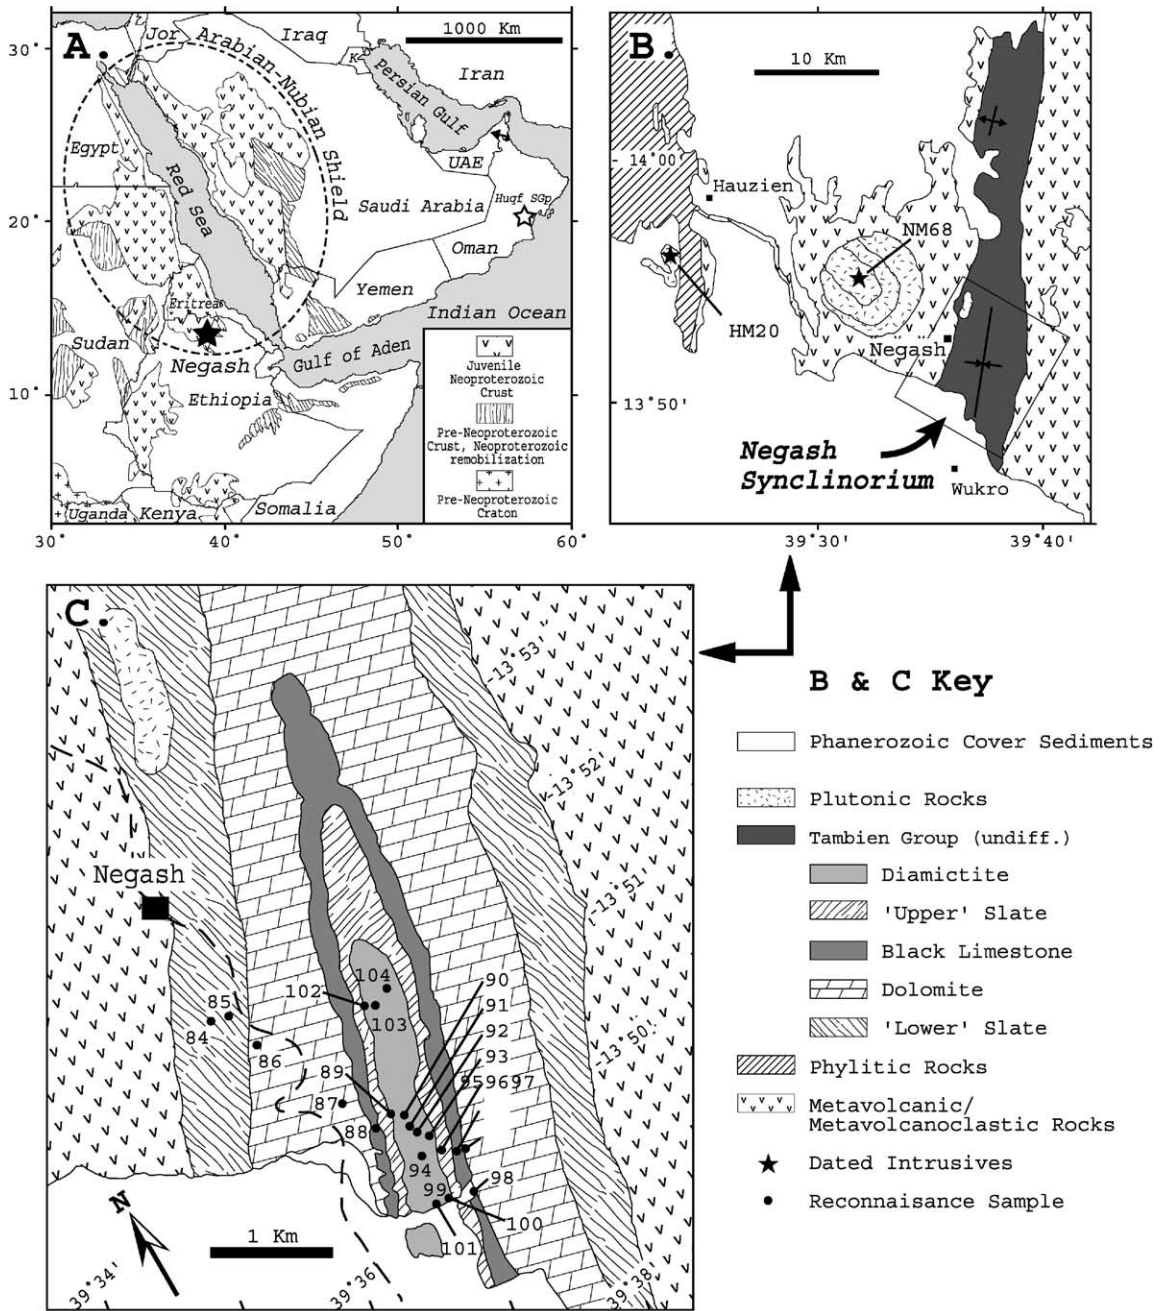 A
30°
20°
10°
30
40
50
60°
1000 Km
Jor
Iraq
K
Iran
Arabian-Nubian Shield
Persian Gulf
Egypt
UAE
Red Sea
Huqf SGp
Saudi Arabia
Oman
Yemen
Eritrea
Indian Ocean
Sudan
Gulf of Aden
Negash
Ethiopia
Uganda
Kenya
Somalia
Juvenile
Neoproterozoic
Crust
Pre-Neoproterozoic
Crust, Neoproterozoic
remobilization
Pre-Neoproterozoic
Craton
B
10 Km
14°00'
Hauzien
NM68
HM20
Negash
13°50'
Negash
Synclinorium
Wukro
39°30'
39°40'
C
13°53'
13°52'
13°51
13°50'
Negash
104
90
102
91
85
103
92
84
93
86
89
959697
87
88
94
98
99
100
101
N
1 Km
39°34'
39°36'
39°38'
B & C Key
Phanerozoic Cover Sediments
Plutonic Rocks
Tambien Group (undiff.)
Diamictite
'Upper' Slate
Black Limestone
Dolomite
'Lower' Slate
Phylitic Rocks
Metavolcanic/
Metavolcanoclastic Rocks
Dated Intrusives
Reconnaisance Sample